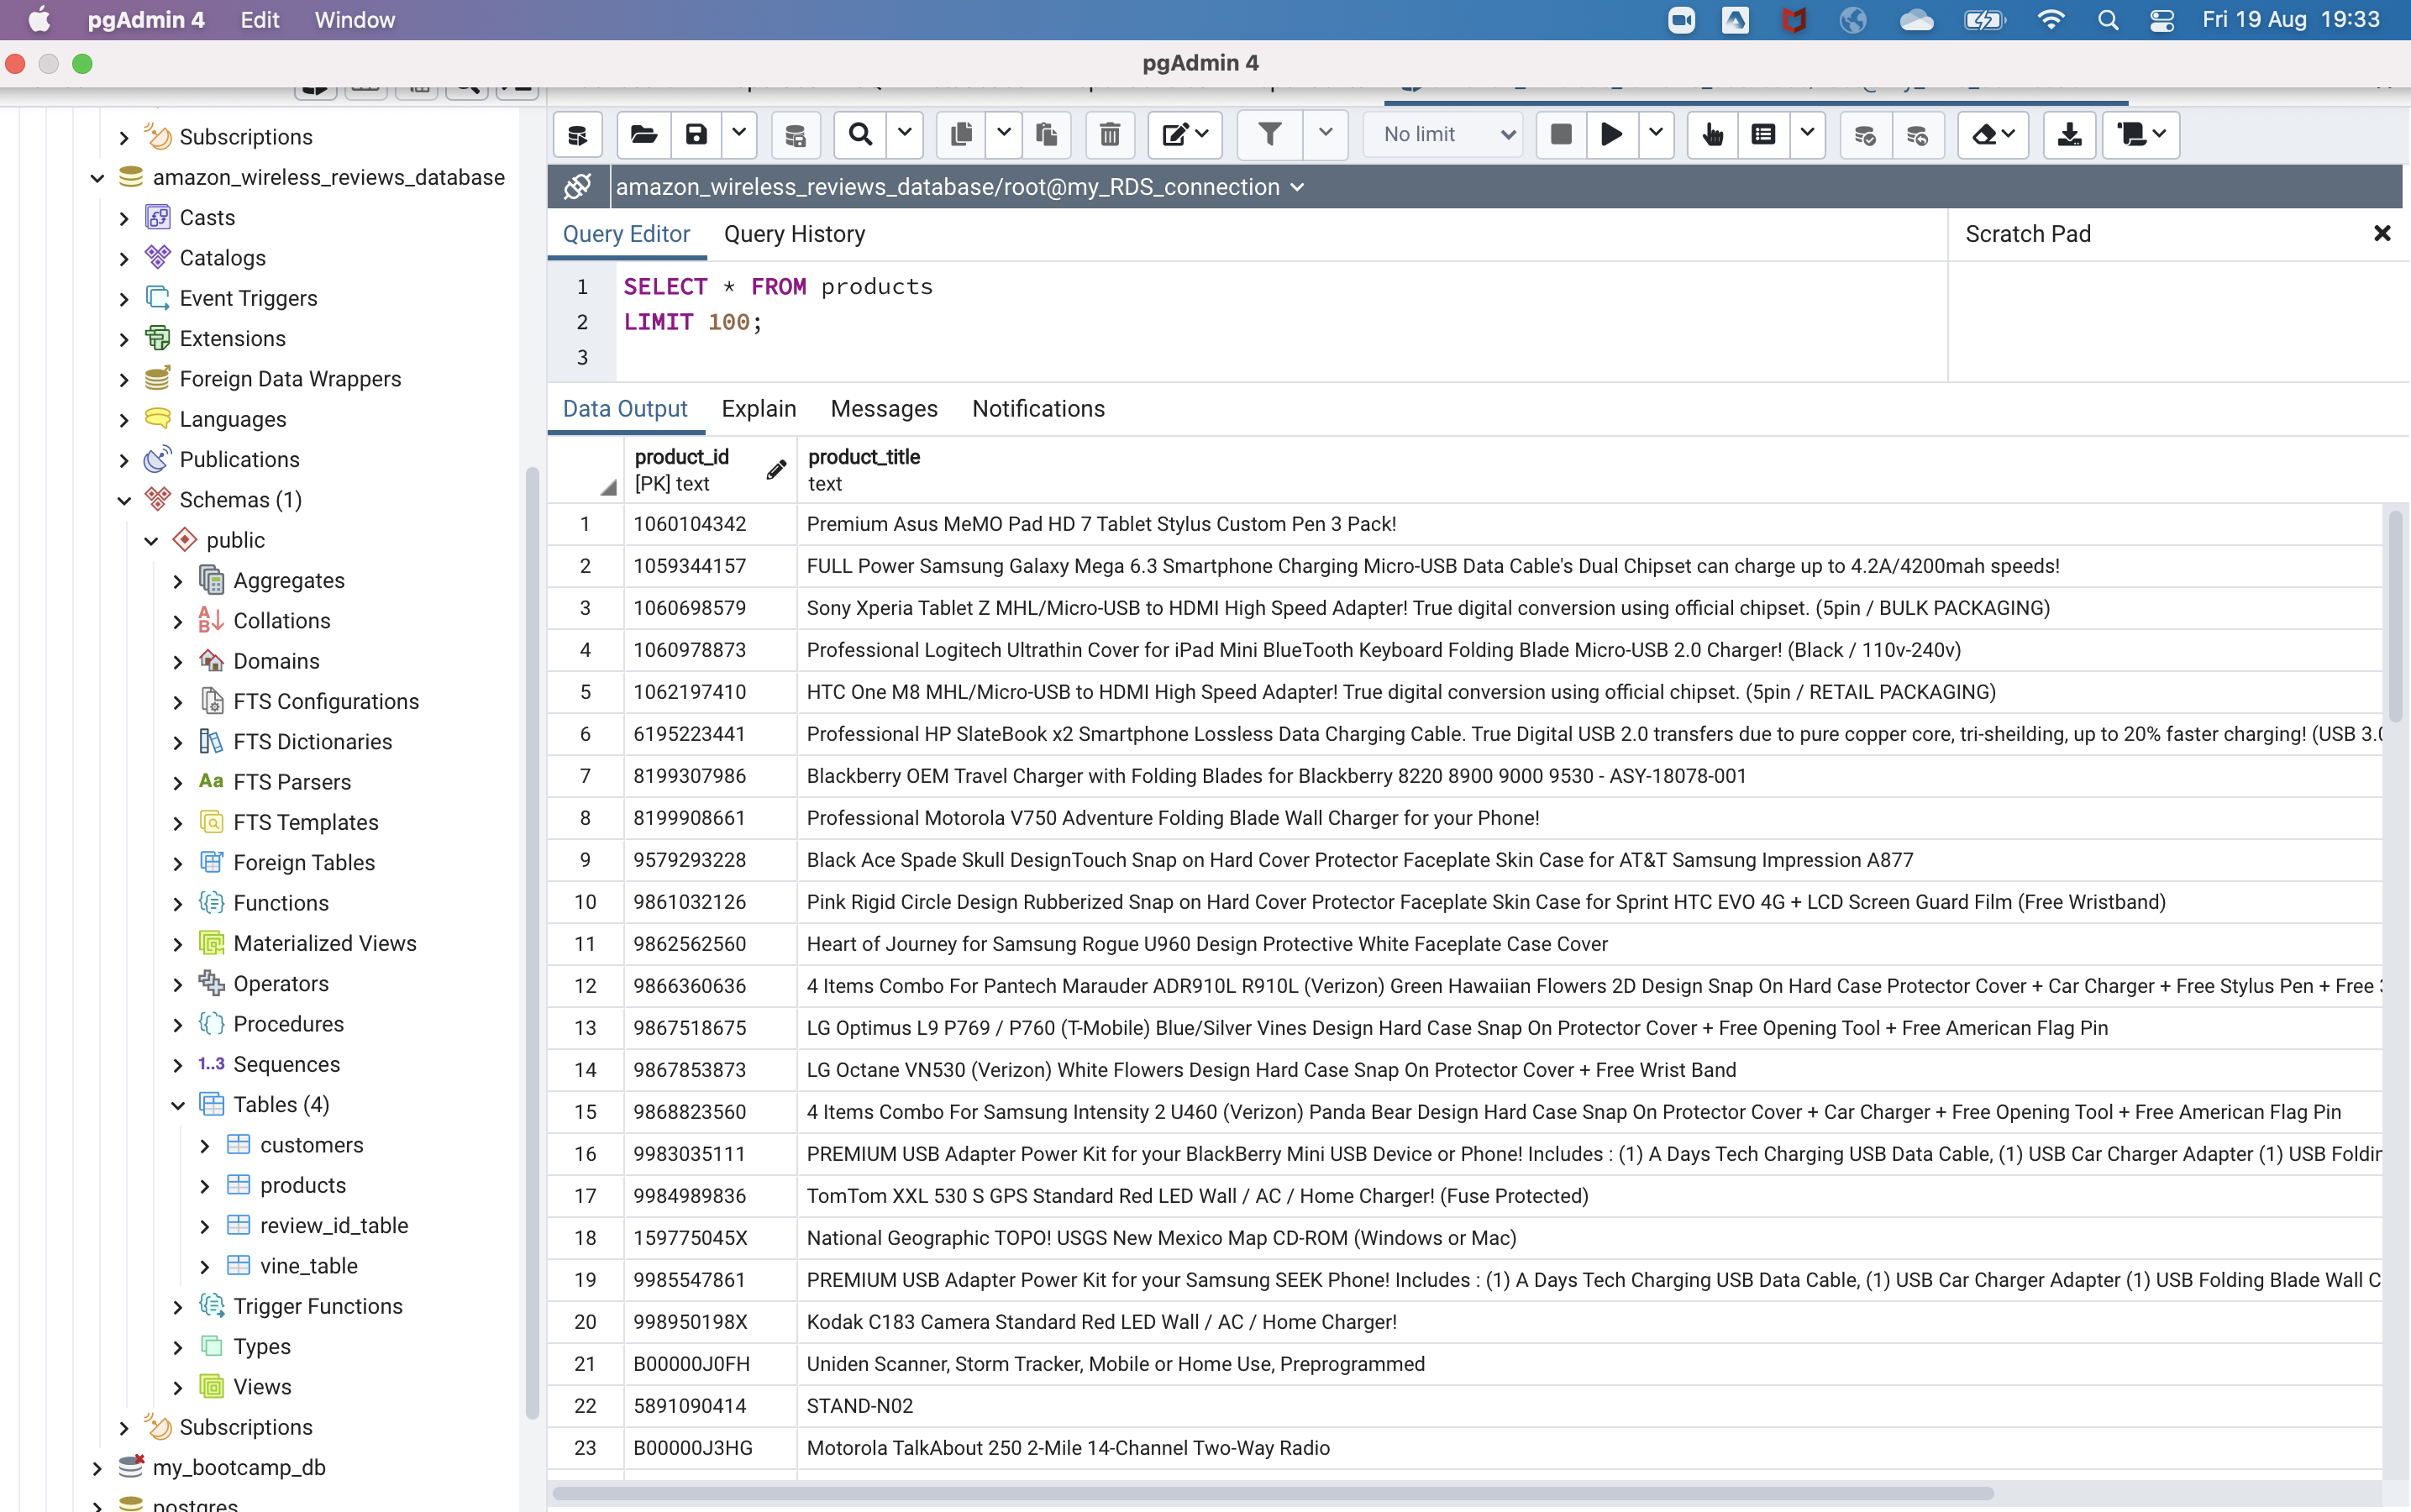 pgAdmin 4 Edit Window Fri 19 Aug 19:33
pgAdmin 4
Subscriptions
amazon_wireless_reviews_database
Casts
Catalogs
Event Triggers
Extensions
Foreign Data Wrappers
Languages
Publications
Schemas (1)
public
Aggregates
Collations
Domains
FTS Configurations
FTS Dictionaries
Aa FTS Parsers
FTS Templates
Foreign Tables
Functions
Materialized Views
Operators
Procedures
1..3 Sequences
Tables (4)
customers
products
review_id_table
vine_table
Trigger Functions
Types
Views
Subscriptions
my_bootcamp_db
postgres
No limit
amazon_wireless_reviews_database/root@my_RDS_connection
Query Editor Query History Scratch Pad
1 SELECT * FROM products
2 LIMIT 100;
3
Data Output Explain Messages Notifications
product_id product_title
[PK] text text
1 1060104342 Premium Asus MeMO Pad HD 7 Tablet Stylus Custom Pen 3 Pack!
2 1059344157 FULL Power Samsung Galaxy Mega 6.3 Smartphone Charging Micro-USB Data Cable's Dual Chipset can charge up to 4.2A/4200mah speeds!
3 1060698579 Sony Xperia Tablet Z MHL/Micro-USB to HDMI High Speed Adapter! True digital conversion using official chipset. (5pin / BULK PACKAGING)
4 1060978873 Professional Logitech Ultrathin Cover for iPad Mini BlueTooth Keyboard Folding Blade Micro-USB 2.0 Charger! (Black / 110v-240v)
5 1062197410 HTC One M8 MHL/Micro-USB to HDMI High Speed Adapter! True digital conversion using official chipset. (5pin / RETAIL PACKAGING)
6 6195223441 Professional HP SlateBook x2 Smartphone Lossless Data Charging Cable. True Digital USB 2.0 transfers due to pure copper core, tri-sheilding, up to 20% faster charging! (USB 3.0
7 8199307986 Blackberry OEM Travel Charger with Folding Blades for Blackberry 8220 8900 9000 9530 - ASY-18078-001
8 8199908661 Professional Motorola V750 Adventure Folding Blade Wall Charger for your Phone!
9 9579293228 Black Ace Spade Skull DesignTouch Snap on Hard Cover Protector Faceplate Skin Case for AT&T Samsung Impression A877
10 9861032126 Pink Rigid Circle Design Rubberized Snap on Hard Cover Protector Faceplate Skin Case for Sprint HTC EVO 4G + LCD Screen Guard Film (Free Wristband)
11 9862562560 Heart of Journey for Samsung Rogue U960 Design Protective White Faceplate Case Cover
12 9866360636 4 Items Combo For Pantech Marauder ADR910L R910L (Verizon) Green Hawaiian Flowers 2D Design Snap On Hard Case Protector Cover + Car Charger + Free Stylus Pen + Free
13 9867518675 LG Optimus L9 P769 / P760 (T-Mobile) Blue/Silver Vines Design Hard Case Snap On Protector Cover + Free Opening Tool + Free American Flag Pin
14 9867853873 LG Octane VN530 (Verizon) White Flowers Design Hard Case Snap On Protector Cover + Free Wrist Band
15 9868823560 4 Items Combo For Samsung Intensity 2 U460 (Verizon) Panda Bear Design Hard Case Snap On Protector Cover + Car Charger + Free Opening Tool + Free American Flag Pin
16 9983035111 PREMIUM USB Adapter Power Kit for your BlackBerry Mini USB Device or Phone! Includes : (1) A Days Tech Charging USB Data Cable, (1) USB Car Charger Adapter (1) USB Foldin
17 9984989836 TomTom XXL 530 S GPS Standard Red LED Wall / AC / Home Charger! (Fuse Protected)
18 159775045X National Geographic TOPO! USGS New Mexico Map CD-ROM (Windows or Mac)
19 9985547861 PREMIUM USB Adapter Power Kit for your Samsung SEEK Phone! Includes : (1) A Days Tech Charging USB Data Cable, (1) USB Car Charger Adapter (1) USB Folding Blade Wall C
20 998950198X Kodak C183 Camera Standard Red LED Wall / AC / Home Charger!
21 B00000J0FH Uniden Scanner, Storm Tracker, Mobile or Home Use, Preprogrammed
22 5891090414 STAND-N02
23 B00000J3HG Motorola TalkAbout 250 2-Mile 14-Channel Two-Way Radio